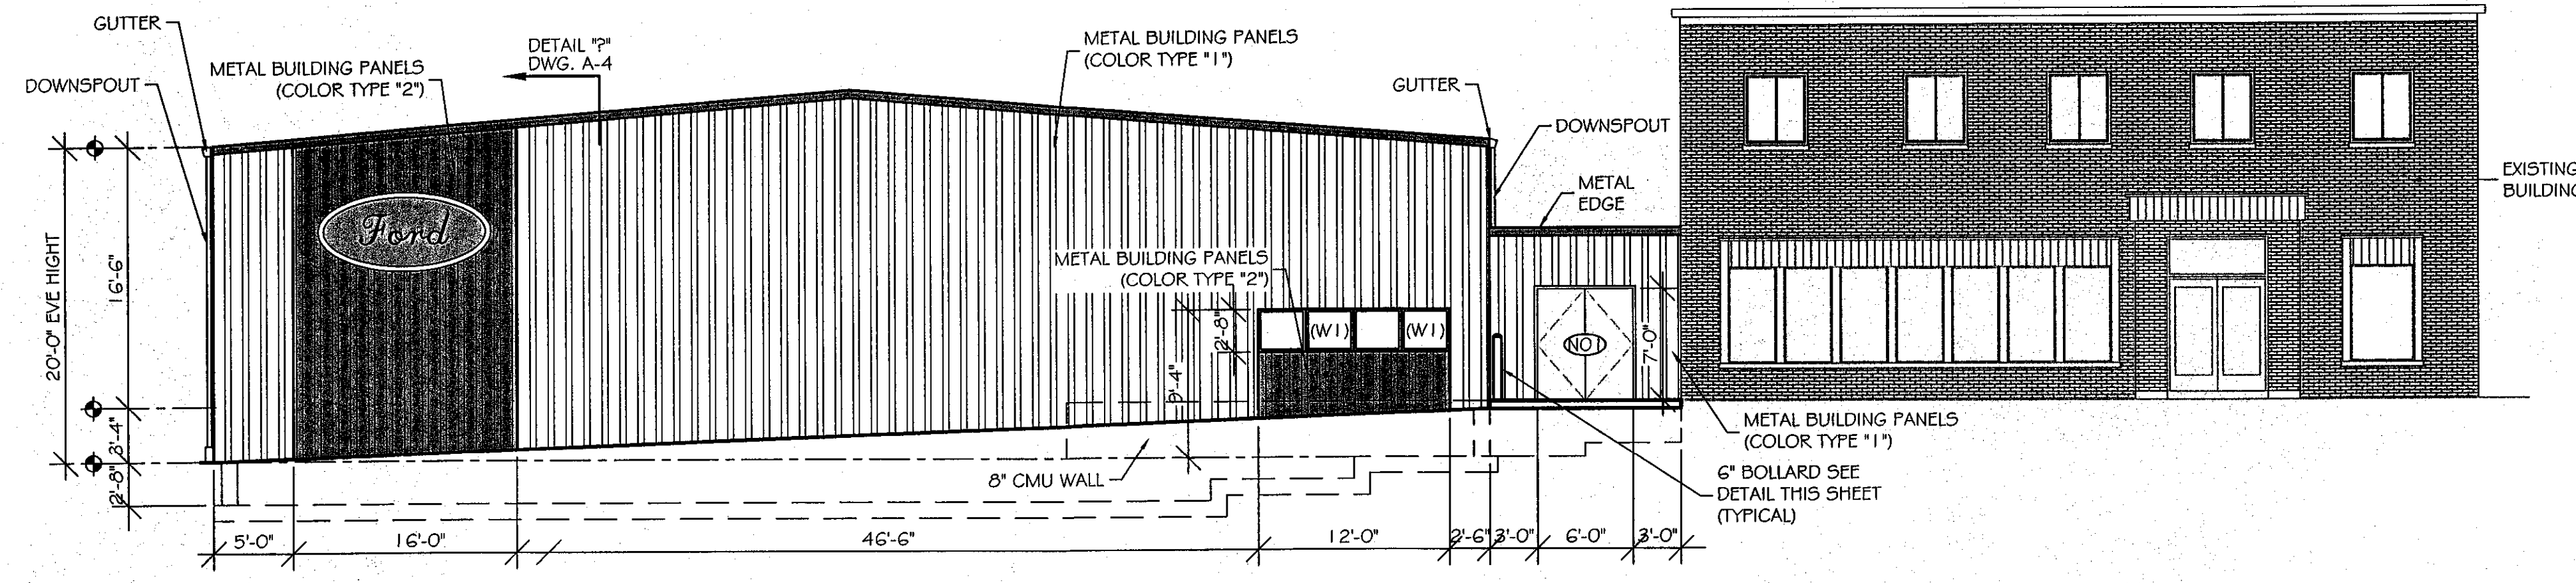 GUTTER
DOWNSPOUT
METAL BUILDING PANELS
(COLOR TYPE "2")
DETAIL "?"
DWG. A-4
METAL BUILDING PANELS
(COLOR TYPE "1")
GUTTER
DOWNSPOUT
METAL
EDGE
EXISTING
BUILDING
Ford
20'-0" EVE HIGHT
16'-6"
3'-4"
2'-8"
METAL BUILDING PANELS
(COLOR TYPE "2")
2'-8"
9'-4"
(W1)
(W1)
NO 1
7'-0"
METAL BUILDING PANELS
(COLOR TYPE "1")
8" CMU WALL
6" BOLLARD SEE
DETAIL THIS SHEET
(TYPICAL)
5'-0"
16'-0"
46'-6"
12'-0"
2'-6"
3'-0"
6'-0"
3'-0"